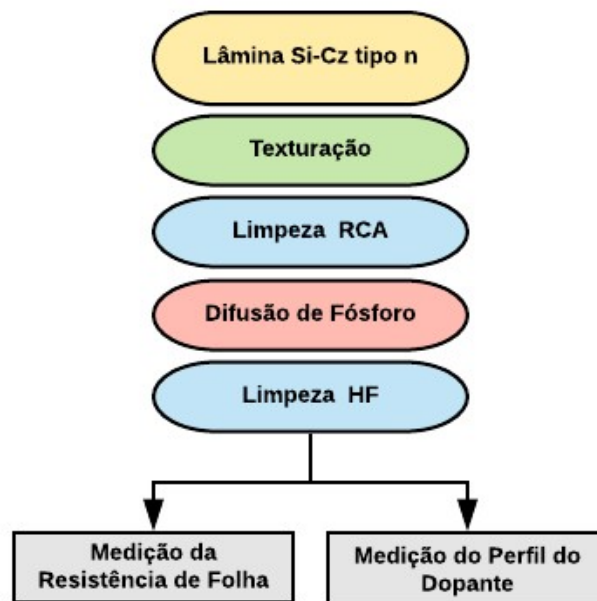 Lâmina Si-Cz tipo n
Texturação
Limpeza RCA
Difusão de Fósforo
Limpeza HF
Medição da
Resistência de Folha
Medição do Perfil do
Dopante